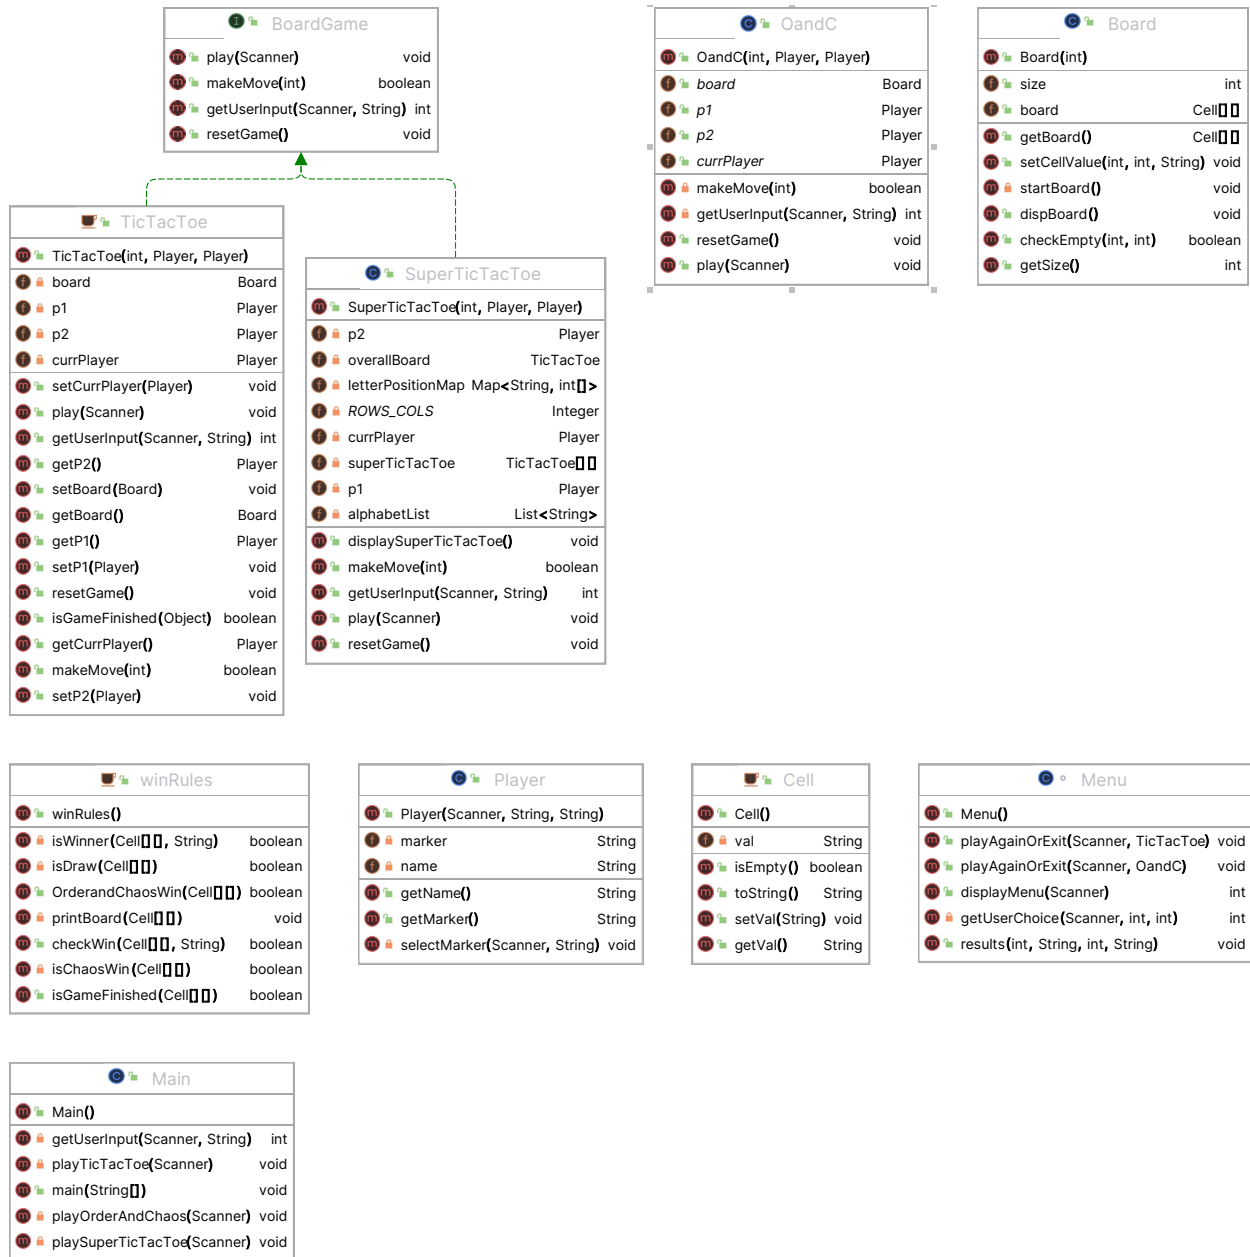 BoardGame
play(Scanner) void
makeMove(int) boolean
getUserInput(Scanner, String) int
resetGame() void
OandC
OandC(int, Player, Player)
board Board
p1 Player
p2 Player
currPlayer Player
makeMove(int) boolean
getUserInput(Scanner, String) int
resetGame() void
play(Scanner) void
Board
Board(int)
size int
board Cell[][]
getBoard() Cell[][]
setCellValue(int, int, String) void
startBoard() void
dispBoard() void
checkEmpty(int, int) boolean
getSize() int
TicTacToe
TicTacToe(int, Player, Player)
board Board
p1 Player
p2 Player
currPlayer Player
setCurrPlayer(Player) void
play(Scanner) void
getUserInput(Scanner, String) int
getP2() Player
setBoard(Board) void
getBoard() Board
getP1() Player
setP1(Player) void
resetGame() void
isGameFinished(Object) boolean
getCurrPlayer() Player
makeMove(int) boolean
setP2(Player) void
SuperTicTacToe
SuperTicTacToe(int, Player, Player)
p2 Player
overallBoard TicTacToe
letterPositionMap Map<String, int[]>
ROWS_COLS Integer
currPlayer Player
superTicTacToe TicTacToe[][]
p1 Player
alphabetList List<String>
displaySuperTicTacToe() void
makeMove(int) boolean
getUserInput(Scanner, String) int
play(Scanner) void
resetGame() void
winRules
winRules()
isWinner(Cell[][], String) boolean
isDraw(Cell[][]) boolean
OrderandChaosWin(Cell[][]) boolean
printBoard(Cell[][]) void
checkWin(Cell[][], String) boolean
isChaosWin(Cell[][]) boolean
isGameFinished(Cell[][]) boolean
Player
Player(Scanner, String, String)
marker String
name String
getName() String
getMarker() String
selectMarker(Scanner, String) void
Cell
Cell()
val String
isEmpty() boolean
toString() String
setVal(String) void
getVal() String
Menu
Menu()
playAgainOrExit(Scanner, TicTacToe) void
playAgainOrExit(Scanner, OandC) void
displayMenu(Scanner) int
getUserChoice(Scanner, int, int) int
results(int, String, int, String) void
Main
Main()
getUserInput(Scanner, String) int
playTicTacToe(Scanner) void
main(String[]) void
playOrderAndChaos(Scanner) void
playSuperTicTacToe(Scanner) void